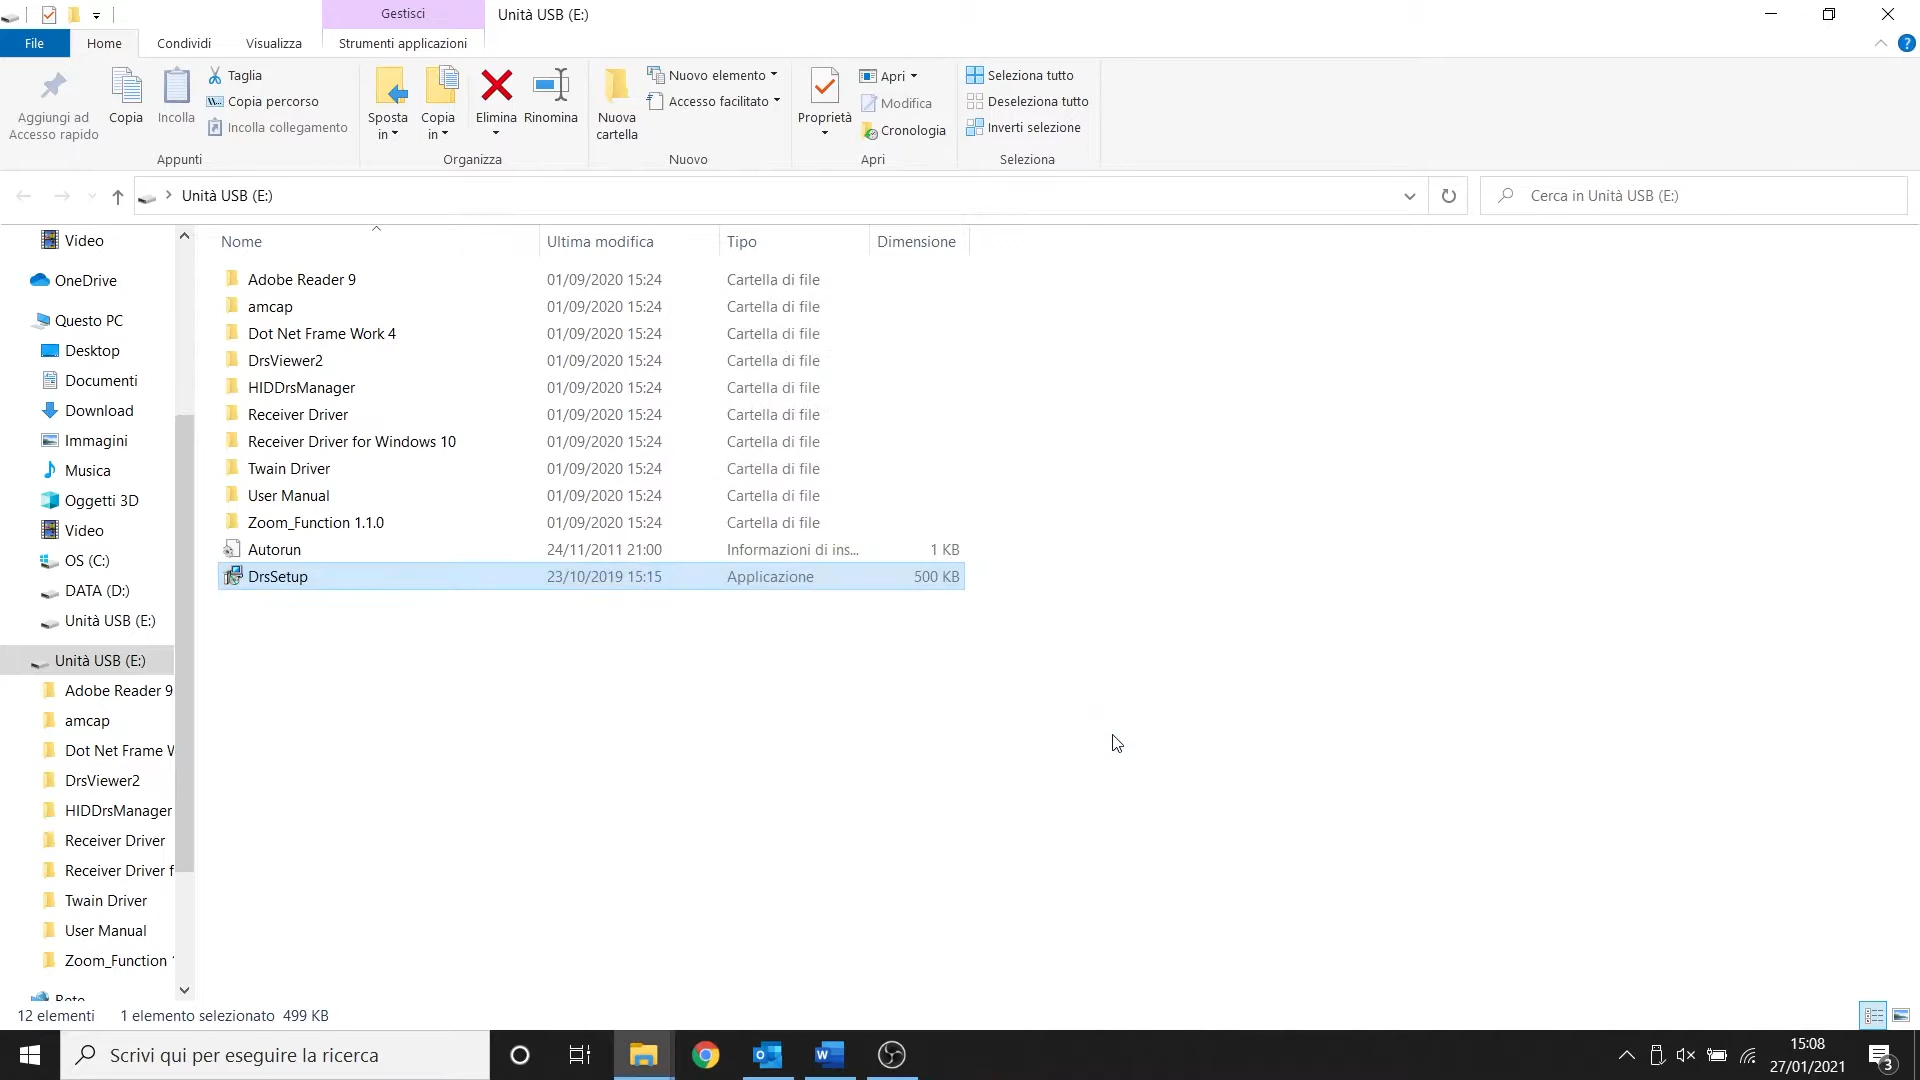 Gestisci
Unità USB (E:)
File
Home
Condividi
Visualizza
Strumenti applicazioni
Aggiungi ad
Accesso rapido
Copia
Incolla
Taglia
Copia percorso
Incolla collegamento
Appunti
Sposta
in
Copia
in
Elimina
Rinomina
Organizza
Nuova
cartella
Nuovo elemento
Accesso facilitato
Nuovo
Proprietà
Apri
Modifica
Cronologia
Apri
Seleziona tutto
Deseleziona tutto
Inverti selezione
Seleziona
Unità USB (E:)
Cerca in Unità USB (E:)
Video
OneDrive
Questo PC
Desktop
Documenti
Download
Immagini
Musica
Oggetti 3D
Video
OS (C:)
DATA (D:)
Unità USB (E:)
Unità USB (E:)
Adobe Reader 9
amcap
Dot Net Frame W
DrsViewer2
HIDDrsManager
Receiver Driver
Receiver Driver f
Twain Driver
User Manual
Zoom_Function
Rete
Nome Ultima modifica Tipo Dimensione
Adobe Reader 9 01/09/2020 15:24 Cartella di file
amcap 01/09/2020 15:24 Cartella di file
Dot Net Frame Work 4 01/09/2020 15:24 Cartella di file
DrsViewer2 01/09/2020 15:24 Cartella di file
HIDDrsManager 01/09/2020 15:24 Cartella di file
Receiver Driver 01/09/2020 15:24 Cartella di file
Receiver Driver for Windows 10 01/09/2020 15:24 Cartella di file
Twain Driver 01/09/2020 15:24 Cartella di file
User Manual 01/09/2020 15:24 Cartella di file
Zoom_Function 1.1.0 01/09/2020 15:24 Cartella di file
Autorun 24/11/2011 21:00 Informazioni di ins... 1 KB
DrsSetup 23/10/2019 15:15 Applicazione 500 KB
12 elementi 1 elemento selezionato 499 KB
Scrivi qui per eseguire la ricerca
15:08
27/01/2021
3